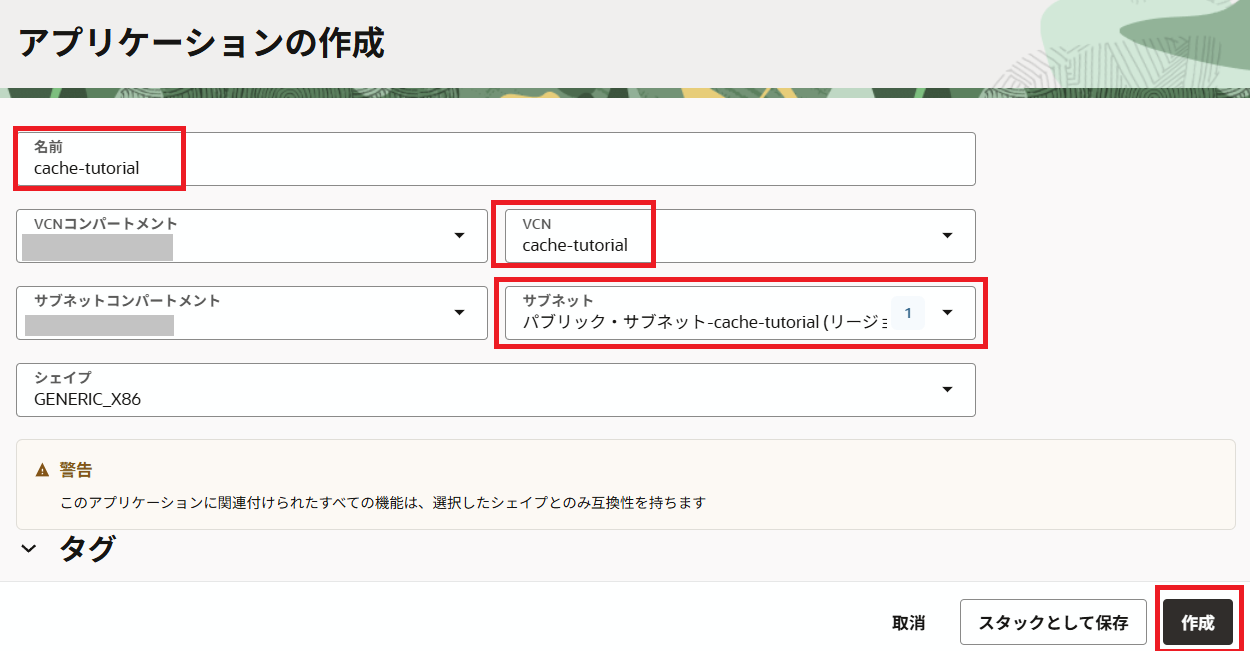 アプリケーションの作成
名前
cache-tutorial
VCNコンパートメント
VCN
cache-tutorial
サブネットコンパートメント
サブネット
パブリック・サブネット-cache-tutorial (リージョ
1
シェイプ
GENERIC_X86
警告
このアプリケーションに関連付けられたすべての機能は、選択したシェイプとのみ互換性を持ちます
タグ
取消
スタックとして保存
作成